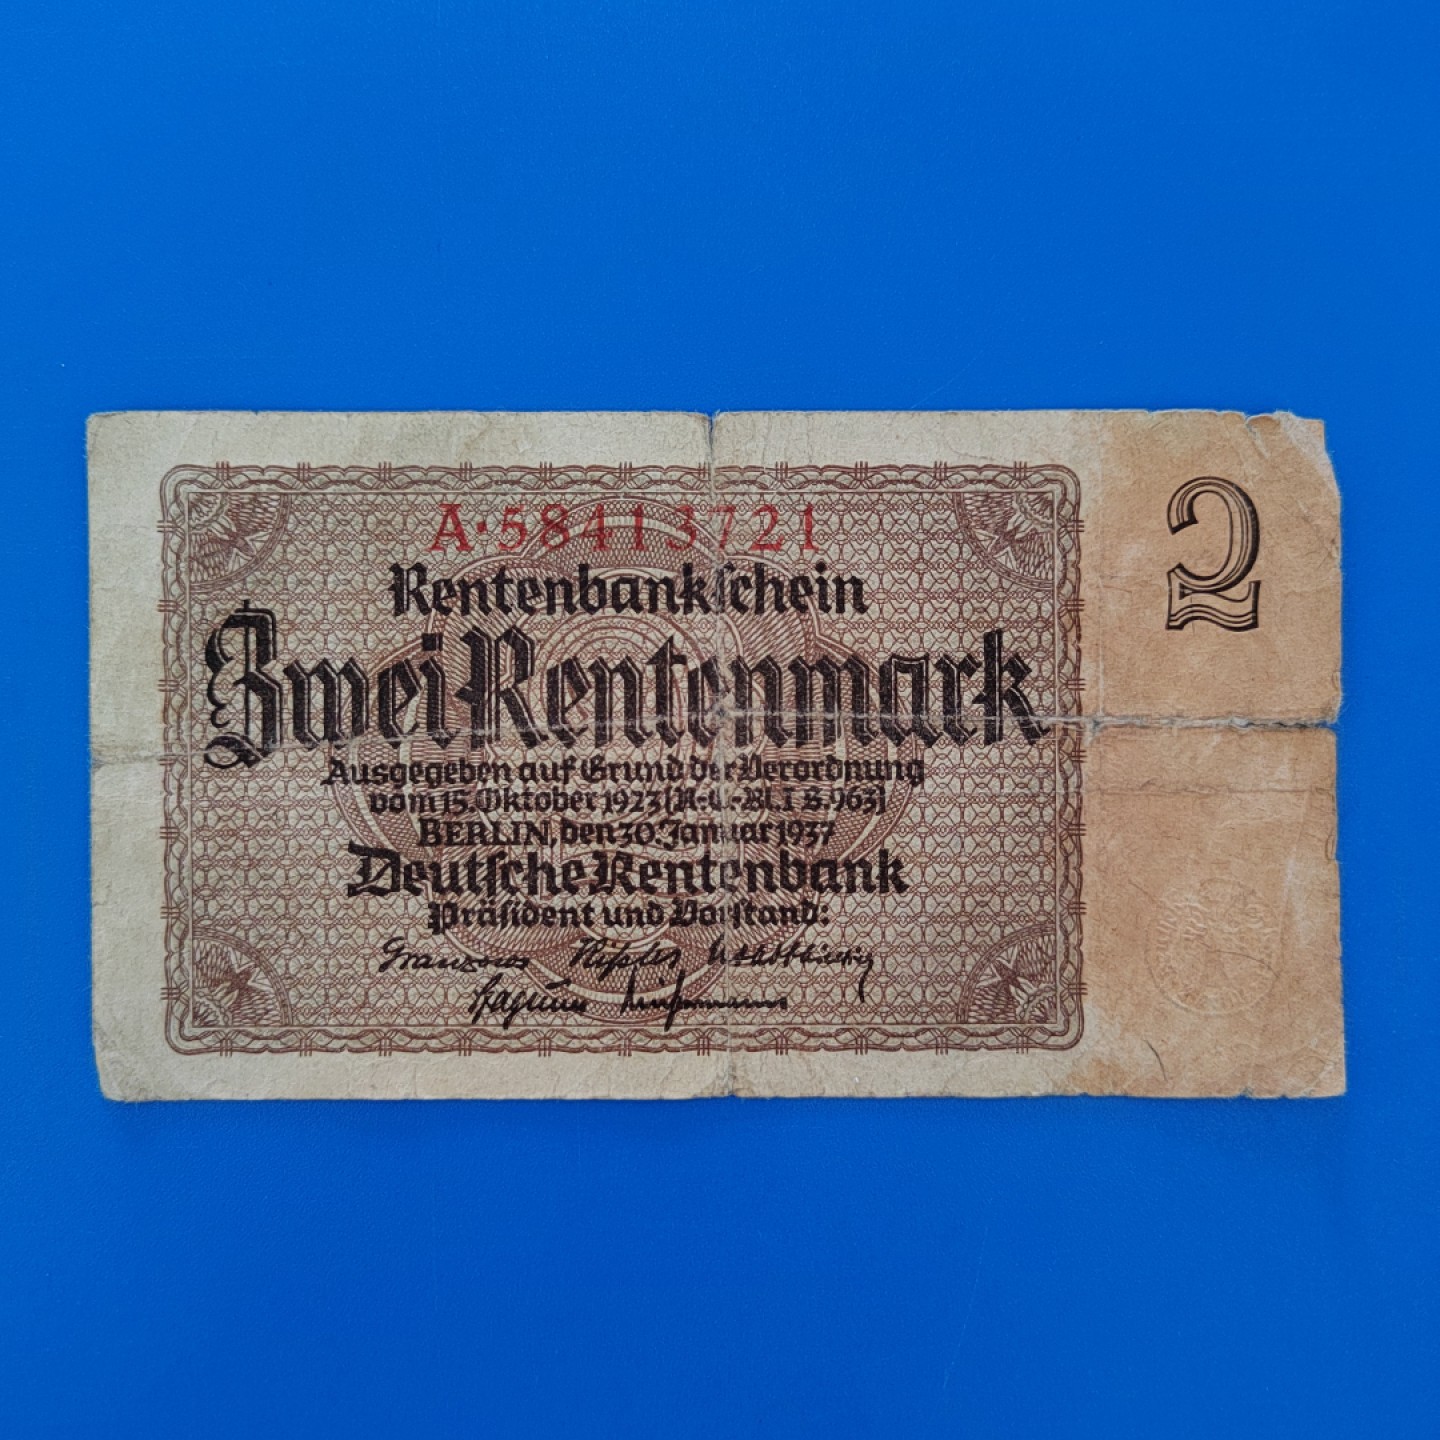 A·58413721
Rentenbankschein
2
Zwei Rentenmark
Ausgegeben auf Grund der Verordnung
vom 15. Oktober 1923 (R.-G.-Bl. I S. 963)
BERLIN, den 30. Januar 1937
Deutsche Rentenbank
Präsident und Vorstand: